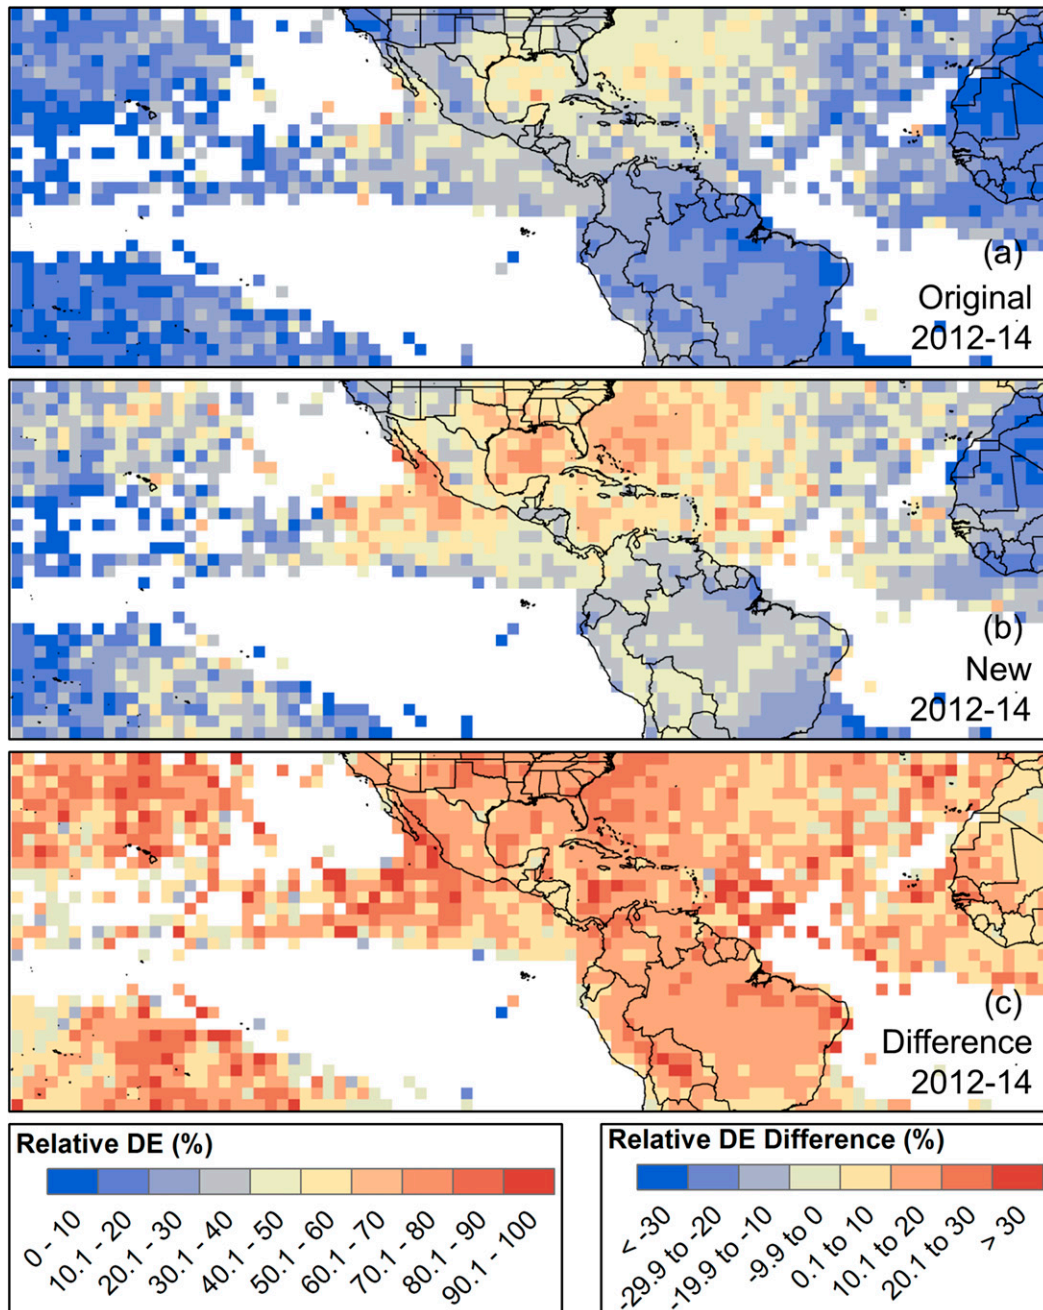 (a)
Original
2012-14
(b)
New
2012-14
(c)
Difference
2012-14
Relative DE (%)
0 - 10
10.1 - 20
20.1 - 30
30.1 - 40
40.1 - 50
50.1 - 60
60.1 - 70
70.1 - 80
80.1 - 90
90.1 - 100
Relative DE Difference (%)
< -30
-29.9 to -20
-19.9 to -10
-9.9 to 0
0.1 to 10
10.1 to 20
20.1 to 30
> 30